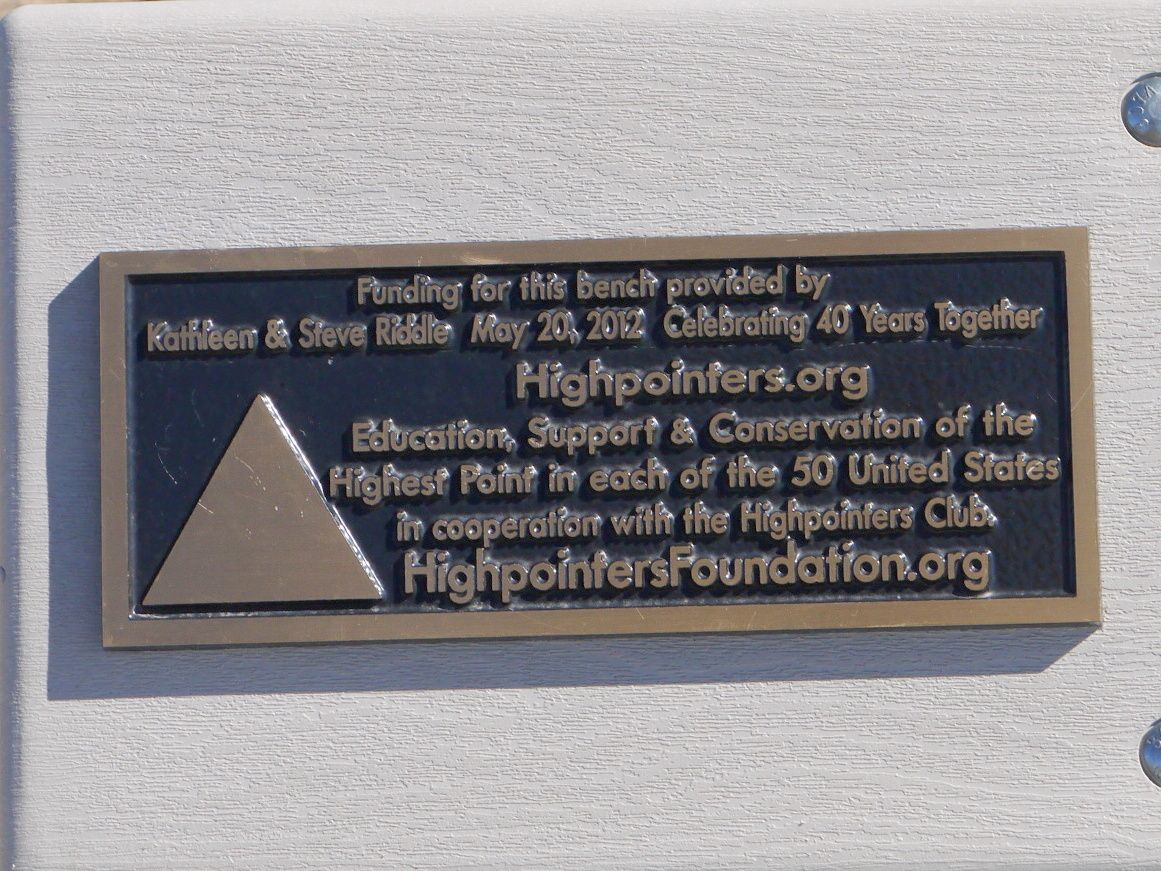 Funding for this bench provided by
Kathleen & Steve Riddle May 20, 2012 Celebrating 40 Years Together
Highpointers.org
Education, Support & Conservation of the
Highest Point in each of the 50 United States
in cooperation with the Highpointers Club.
HighpointersFoundation.org